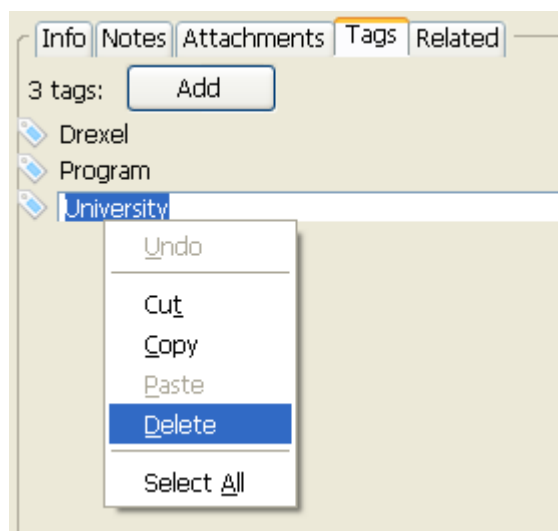 Info Notes Attachments Tags Related
3 tags: Add
Drexel
Program
University
Undo
Cut
Copy
Paste
Delete
Select All